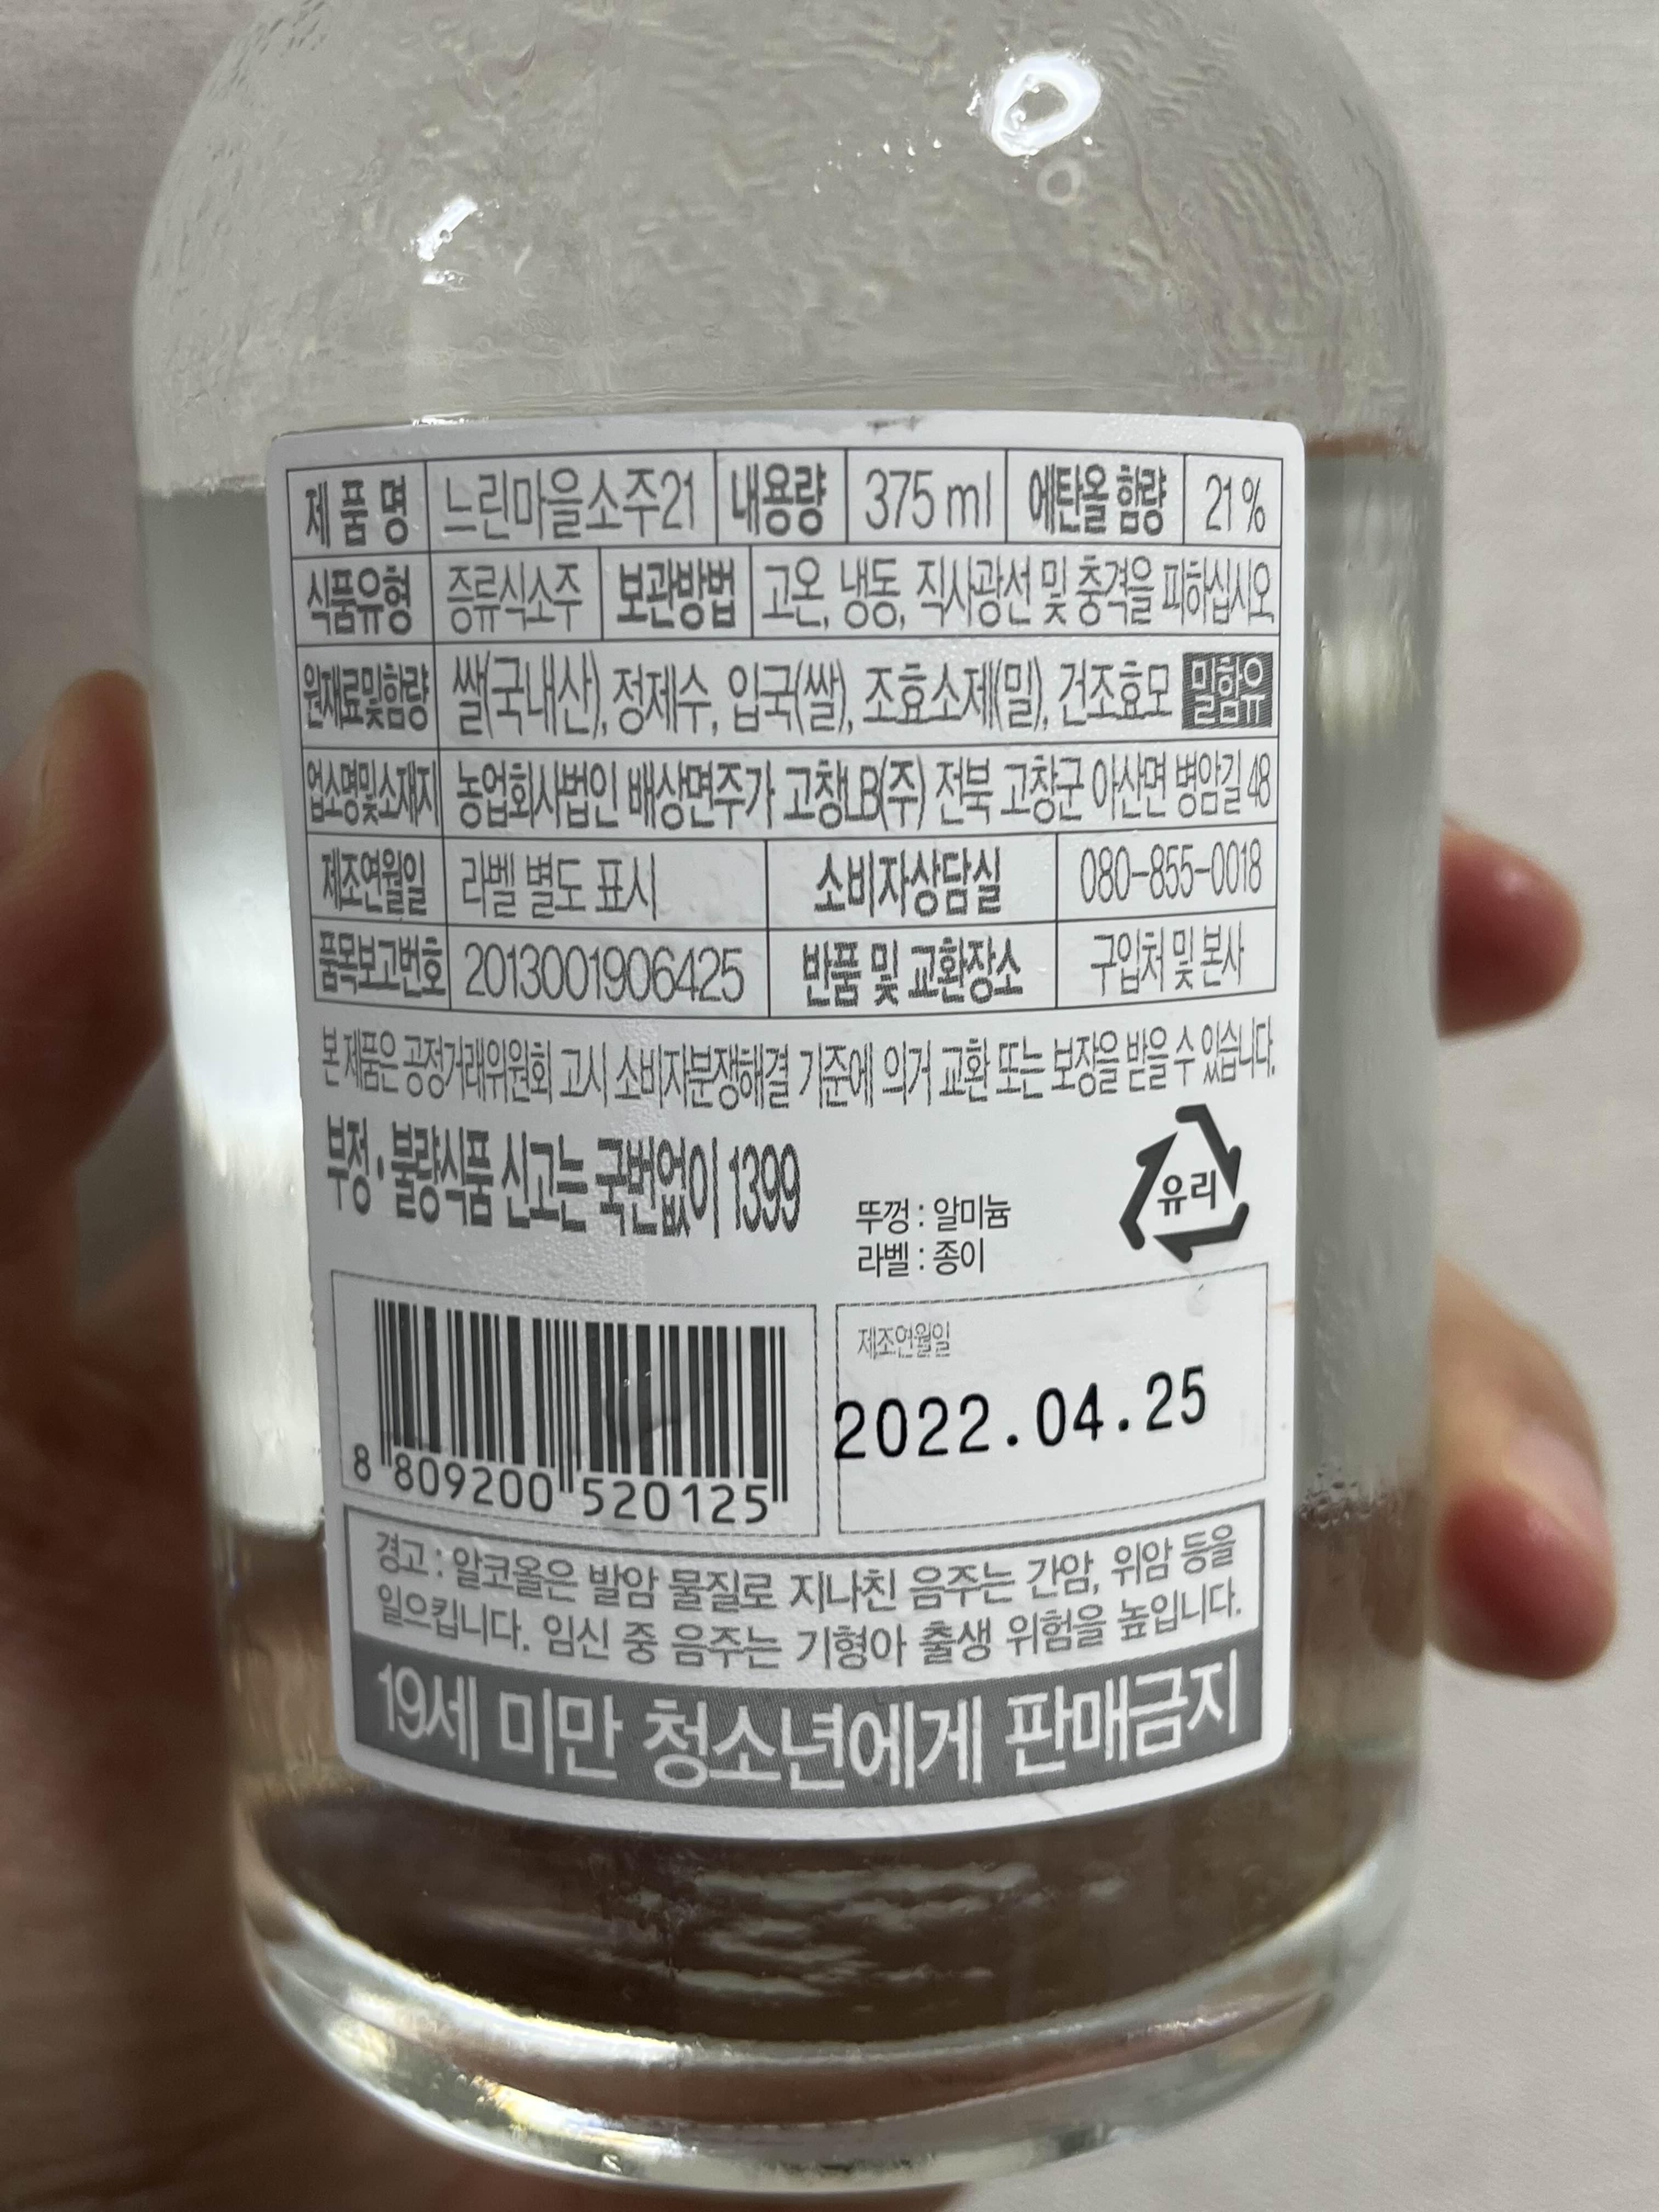 제 품 명 느린마을소주21 내용량 375 ml 에탄올 함량 21%
식품유형 증류식소주 보관방법 고온, 냉동, 직사광선 및 충격을 피하십시오
원재료및함량 쌀(국내산), 정제수, 입국(쌀), 조효소제(밀), 건조효모 밀함유
업소명및소재지 농업회사법인 배상면주가 고창LB(주) 전북 고창군 아산면 병암길 48
제조연월일 라벨 별도 표시 소비자상담실 080-855-0018
품목보고번호 2013001906425 반품 및 교환장소 구입처 및 본사
본 제품은 공정거래위원회 고시 소비자분쟁해결 기준에 의거 교환 또는 보장을 받을 수 있습니다.
부정·불량식품 신고는 국번없이 1399
뚜껑 : 알미늄
라벨 : 종이
유리
제조연월일
2022.04.25
8 809200 520125
경고 : 알코올은 발암 물질로 지나친 음주는 간암, 위암 등을
일으킵니다. 임신 중 음주는 기형아 출생 위험을 높입니다.
19세 미만 청소년에게 판매금지